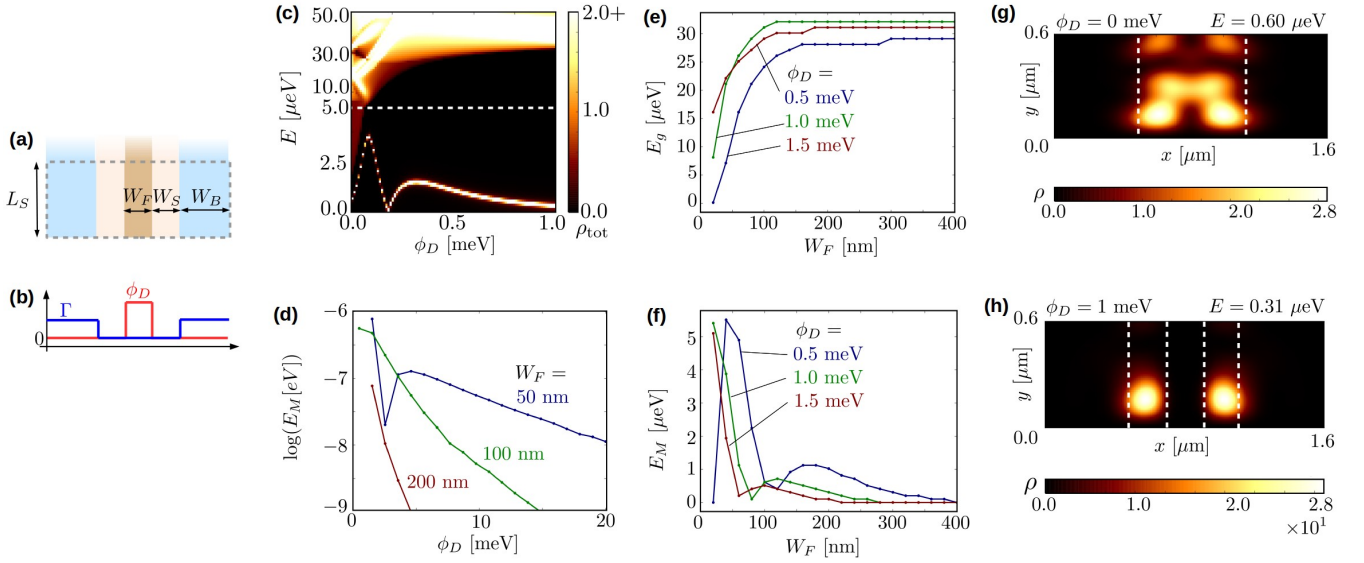 (a)
L_S
W_F W_S W_B
(b)
Γ
ϕ_D
0
(c)
50.0
30.0
10.0
5.0
2.5
0.0
E [μeV]
0.0
0.5
1.0
ϕ_D [meV]
2.0+
1.0
0.0
ρ_tot
(d)
−6
−7
−8
−9
log(E_M[eV])
W_F =
50 nm
100 nm
200 nm
0
10
20
ϕ_D [meV]
(e)
30
25
20
15
10
5
0
E_g [μeV]
ϕ_D =
0.5 meV
1.0 meV
1.5 meV
0
100
200
300
400
W_F [nm]
(f)
5
4
3
2
1
0
E_M [μeV]
ϕ_D =
0.5 meV
1.0 meV
1.5 meV
0
100
200
300
400
W_F [nm]
(g)
ϕ_D = 0 meV E = 0.60 μeV
0.6
y [μm]
0.0
x [μm]
1.6
ρ
0.0
1.0
2.0
2.8
(h)
ϕ_D = 1 meV E = 0.31 μeV
0.6
y [μm]
0.0
x [μm]
1.6
ρ
0.0
1.0
2.0
2.8
×10¹